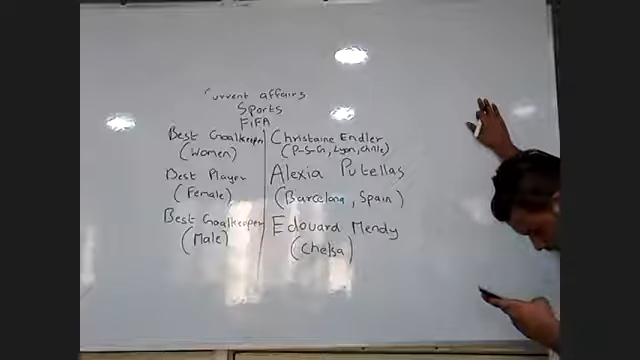 Current affairs
Sports
FIFA
Best Goalkeeper Christaine Endler
(Women) (P-S-G, Lyon, Chile)
Best Player Alexia Putellas
(Female) (Barcelona, Spain)
Best Goalkeeper Edouard Mendy
(Male) (Chelsa)